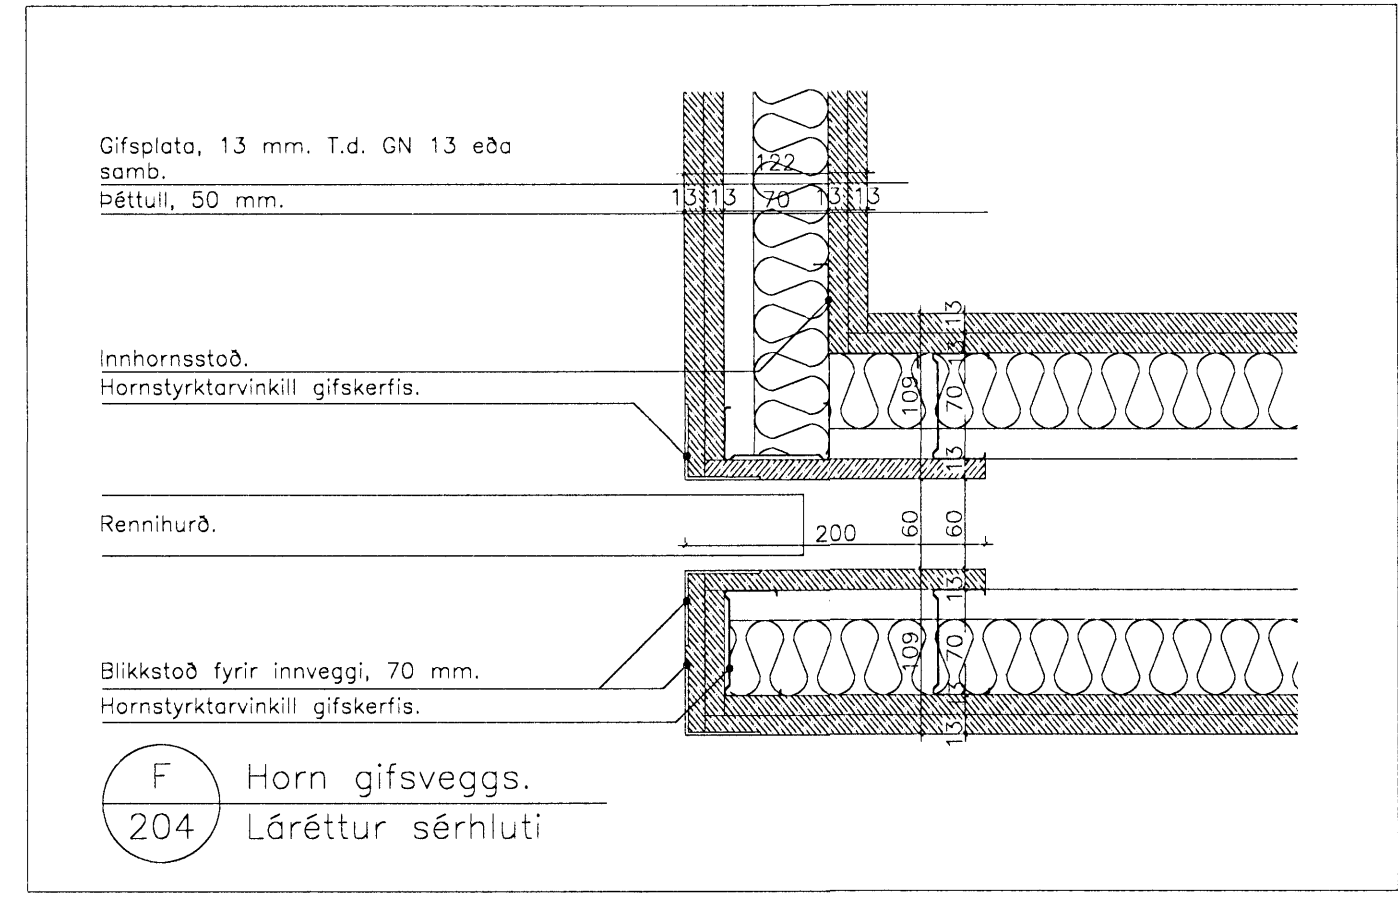 Gifsplata, 13 mm. T.d. GN 13 eða
samb.
Þéttull, 50 mm.
122
13 13 70 13 13
Innhornsstoð.
Hornstyrktarvinkill gifskerfis.
13
13
109 70
13
Rennihurð.
200 60 60
13
109 70
13
13
Blikkstoð fyrir innveggi, 70 mm.
Hornstyrktarvinkill gifskerfis.
F Horn gifsveggs.
204 Láréttur sérhluti